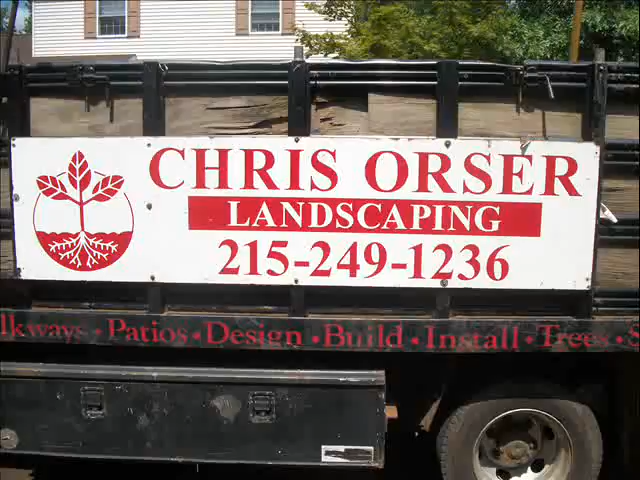 CHRIS ORSER
LANDSCAPING
215-249-1236
lkways • Patios • Design • Build • Install • Trees • S